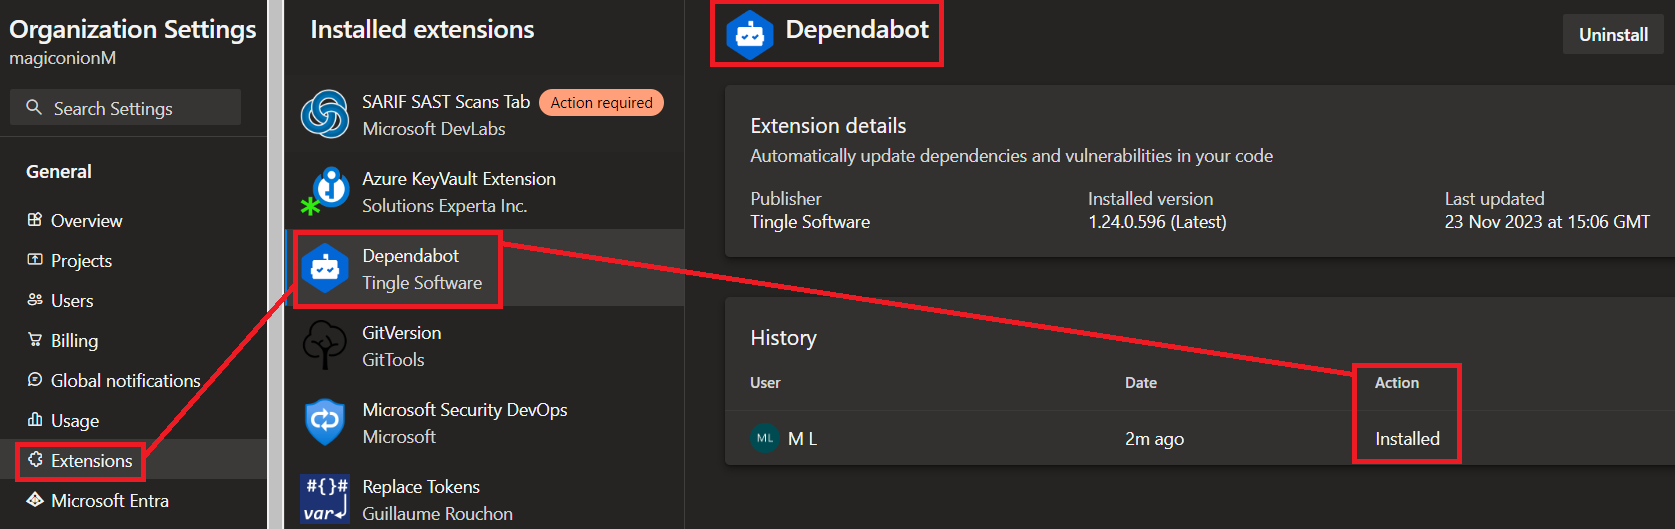 Organization Settings
magiconionM
Search Settings
General
Overview
Projects
Users
Billing
Global notifications
Usage
Extensions
Microsoft Entra
Installed extensions
SARIF SAST Scans Tab Action required
Microsoft DevLabs
Azure KeyVault Extension
Solutions Experta Inc.
Dependabot
Tingle Software
GitVersion
GitTools
Microsoft Security DevOps
Microsoft
#{}#
var
Replace Tokens
Guillaume Rouchon
Dependabot
Uninstall
Extension details
Automatically update dependencies and vulnerabilities in your code
Publisher Installed version Last updated
Tingle Software 1.24.0.596 (Latest) 23 Nov 2023 at 15:06 GMT
History
User Date Action
ML M L 2m ago Installed